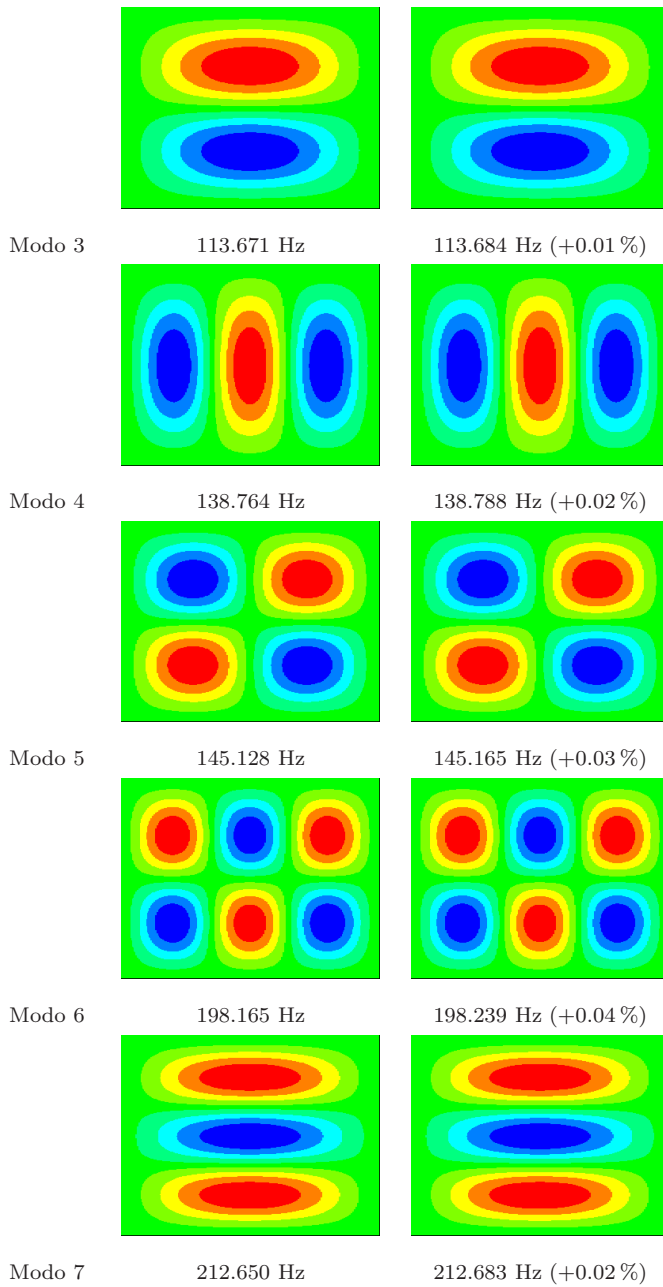 Modo 3 113.671 Hz 113.684 Hz (+0.01 %)
Modo 4 138.764 Hz 138.788 Hz (+0.02 %)
Modo 5 145.128 Hz 145.165 Hz (+0.03 %)
Modo 6 198.165 Hz 198.239 Hz (+0.04 %)
Modo 7 212.650 Hz 212.683 Hz (+0.02 %)